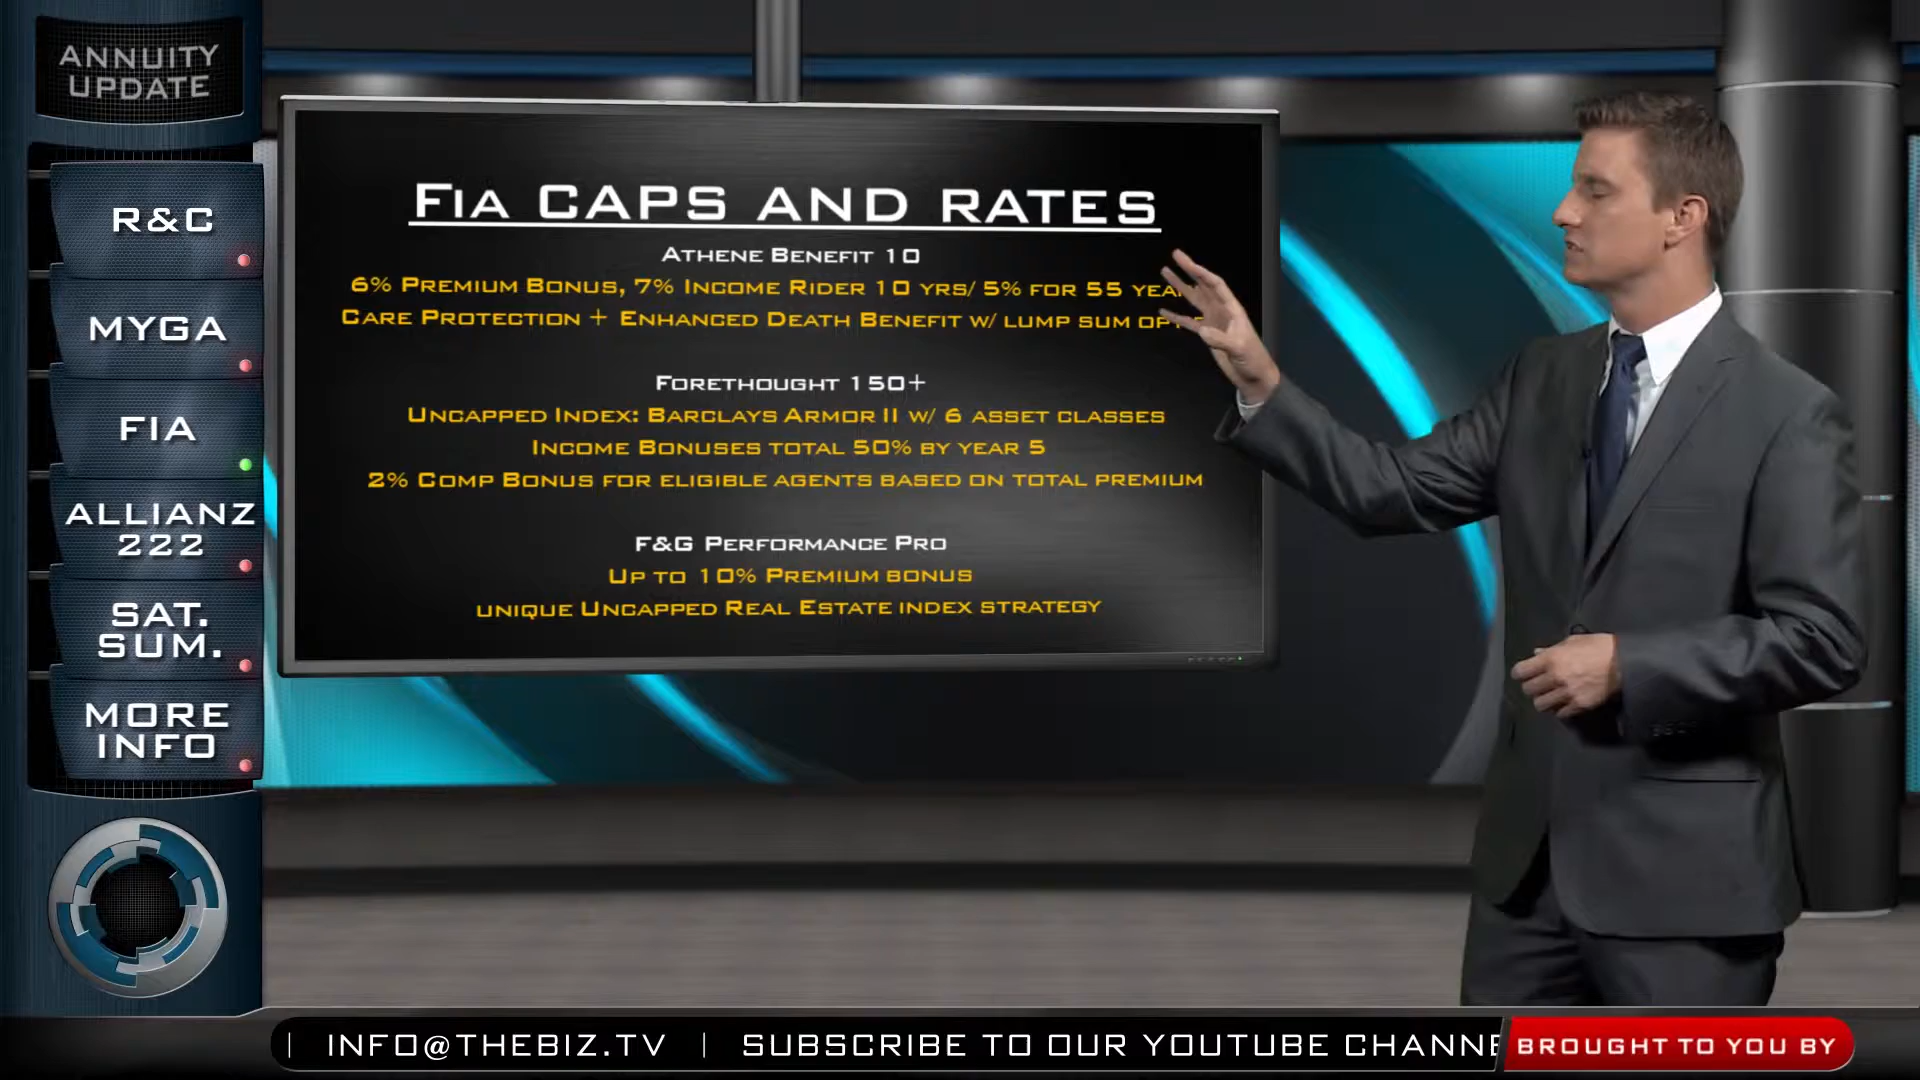 ANNUITY
UPDATE
R&C
MYGA
FIA
ALLIANZ
222
SAT.
SUM.
MORE
INFO
FIA CAPS AND RATES
ATHENE BENEFIT 10
6% PREMIUM BONUS, 7% INCOME RIDER 10 YRS/ 5% FOR 55
CARE PROTECTION + ENHANCED DEATH BENEFIT W/ LUMP SUM
FORETHOUGHT 150+
UNCAPPED INDEX: BARCLAYS ARMOR II W/ 6 ASSET CLASSES
INCOME BONUSES TOTAL 50% BY YEAR 5
2% COMP BONUS FOR ELIGIBLE AGENTS BASED ON TOTAL PREMIUM
F&G PERFORMANCE PRO
UP TO 10% PREMIUM BONUS
UNIQUE UNCAPPED REAL ESTATE INDEX STRATEGY
| INFO@THEBIZ.TV | SUBSCRIBE TO OUR YOUTUBE CHANNE
BROUGHT TO YOU BY